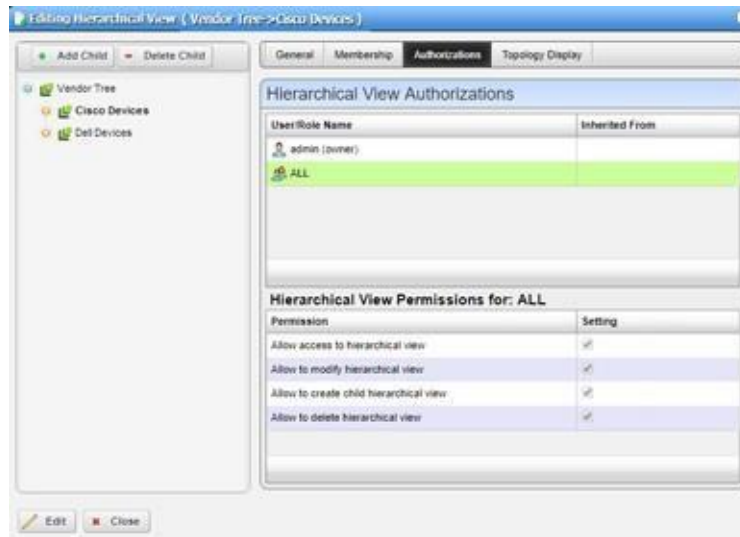 Editing Hierarchical View ( Vendor Tree->Cisco Devices )
Add Child
Delete Child
General
Membership
Authorizations
Topology Display
Vendor Tree
Cisco Devices
Dell Devices
Hierarchical View Authorizations
User/Role Name
Inherited From
admin (owner)
ALL
Hierarchical View Permissions for: ALL
Permission
Setting
Allow access to hierarchical view
Allow to modify hierarchical view
Allow to create child hierarchical view
Allow to delete hierarchical view
Edit
Close